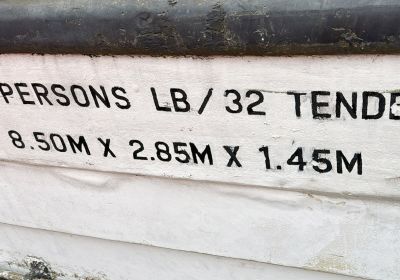 PERSONS LB/32 TENDE
8.50M X 2.85M X 1.45M